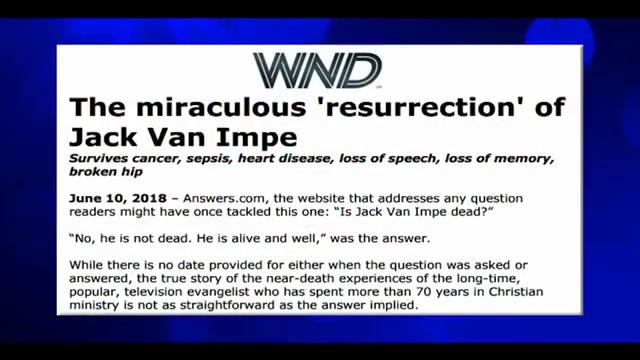 WND
The miraculous 'resurrection' of
Jack Van Impe
Survives cancer, sepsis, heart disease, loss of speech, loss of memory,
broken hip
June 10, 2018 – Answers.com, the website that addresses any question
readers might have once tackled this one: “Is Jack Van Impe dead?”
“No, he is not dead. He is alive and well,” was the answer.
While there is no date provided for either when the question was asked or
answered, the true story of the near-death experiences of the long-time,
popular, television evangelist who has spent more than 70 years in Christian
ministry is not as straightforward as the answer implied.